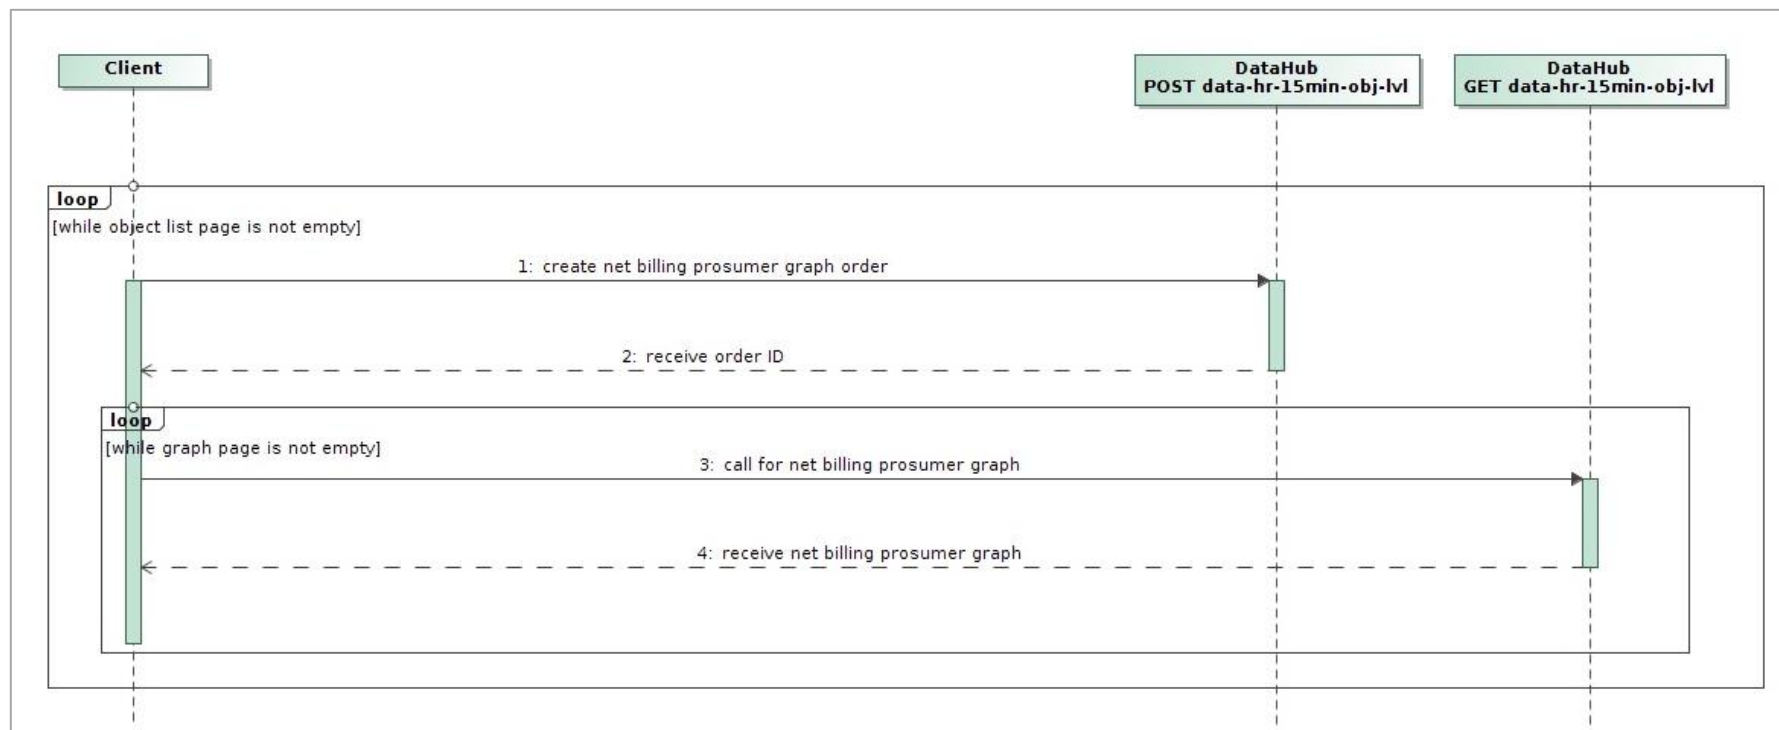 Client
DataHub
POST data-hr-15min-obj-lvl
DataHub
GET data-hr-15min-obj-lvl
loop
[while object list page is not empty]
1: create net billing prosumer graph order
2: receive order ID
loop
[while graph page is not empty]
3: call for net billing prosumer graph
4: receive net billing prosumer graph